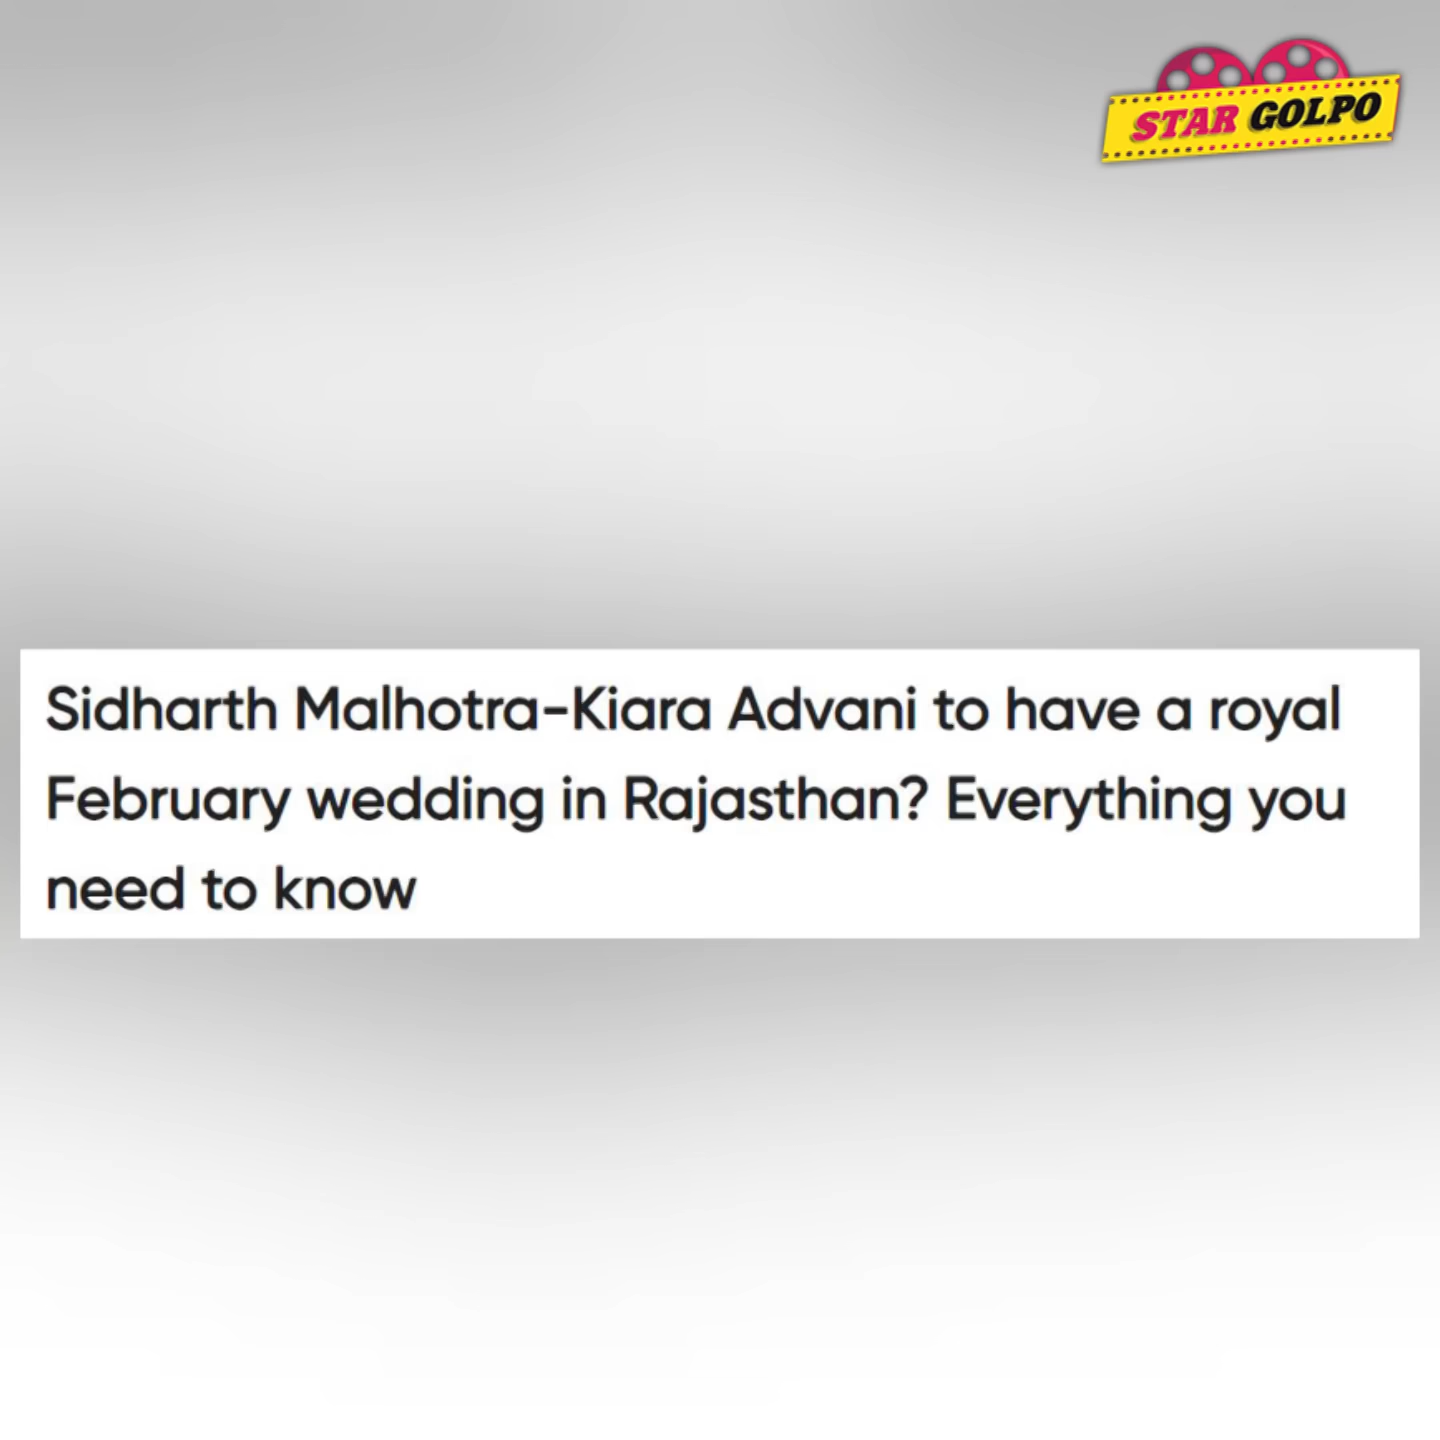 STAR GOLPO
Sidharth Malhotra-Kiara Advani to have a royal
February wedding in Rajasthan? Everything you
need to know